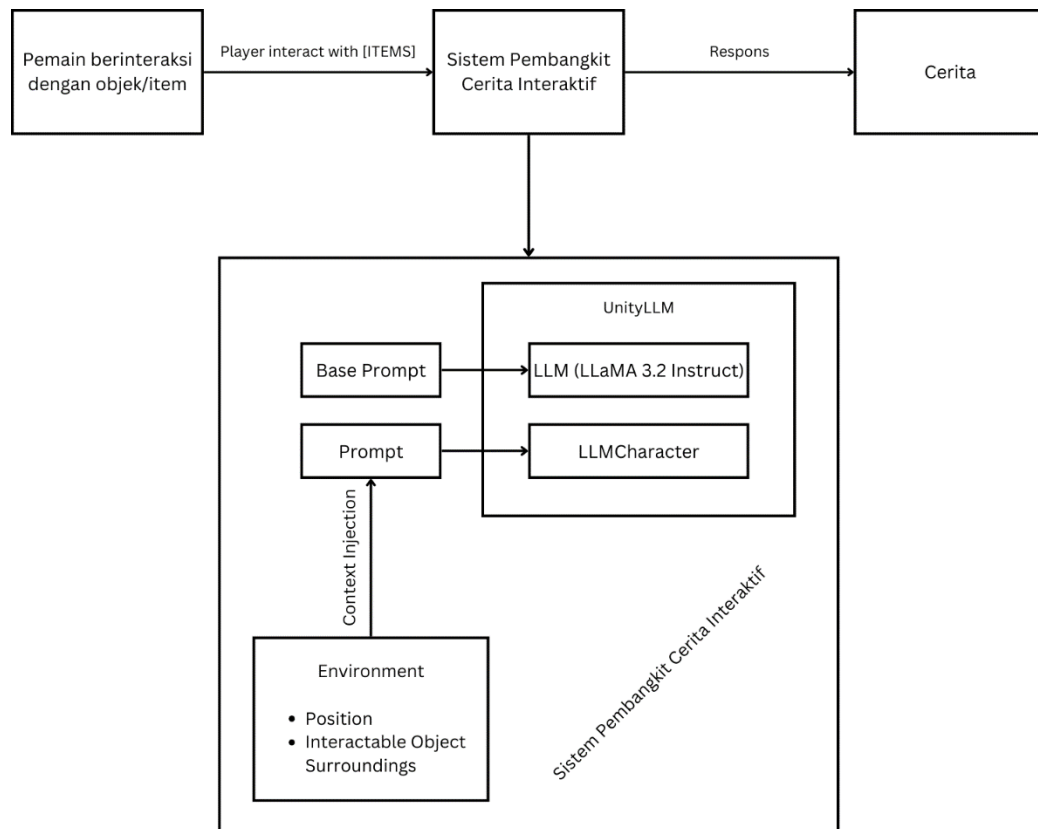 Pemain berinteraksi
dengan objek/item
Player interact with [ITEMS]
Sistem Pembangkit
Cerita Interaktif
Respons
Cerita
UnityLLM
Base Prompt
LLM (LLaMA 3.2 Instruct)
Prompt
LLMCharacter
Context Injection
Environment
• Position
• Interactable Object
Surroundings
Sistem Pembangkit Cerita Interaktif